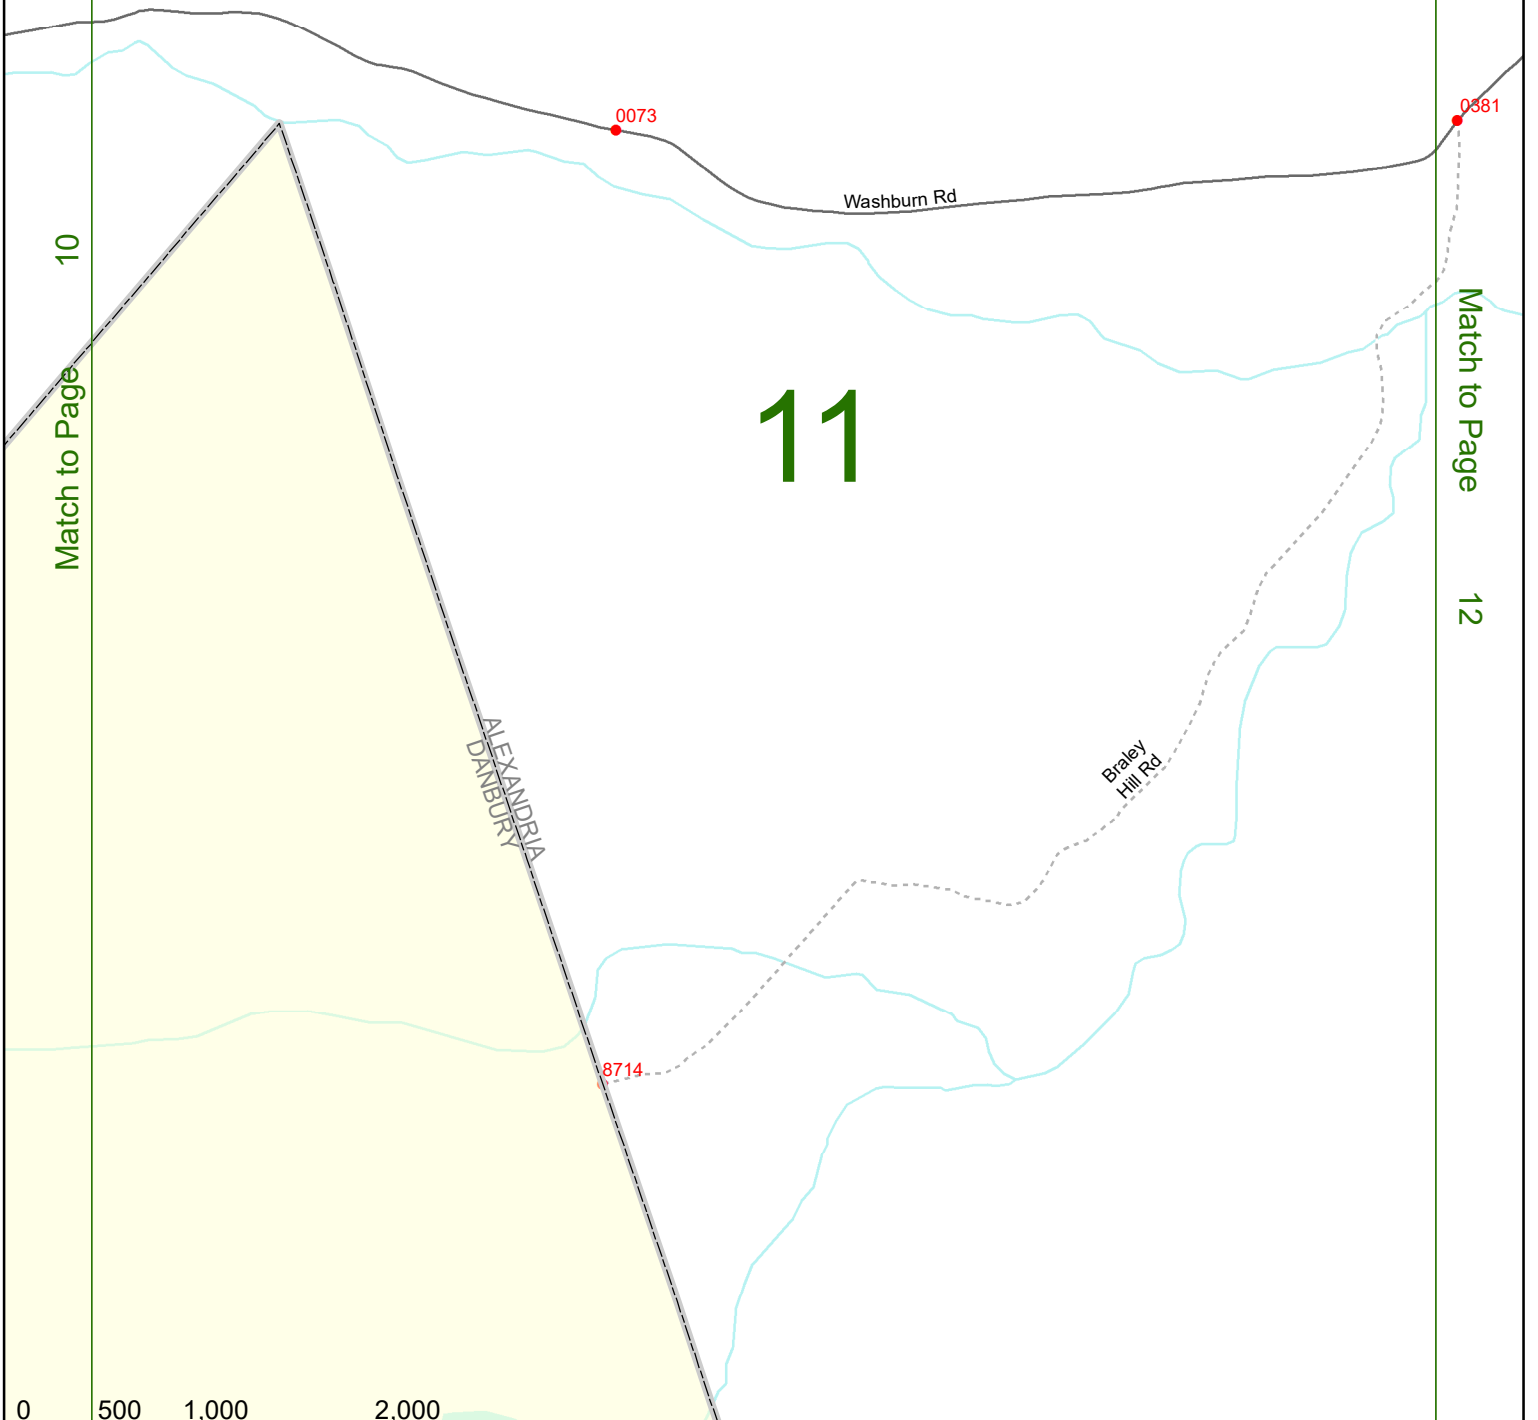 0073
0381
Washburn Rd
Match to Page 10
Match to Page 12
11
ALEXANDRIA
DANBURY
Braley
Hill Rd
8714
0 500 1,000 2,000